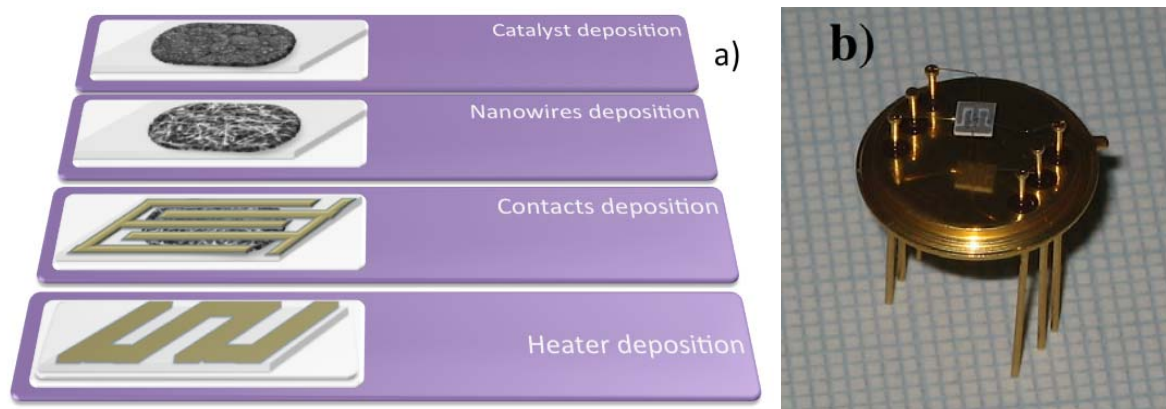 Catalyst deposition
a)
Nanowires deposition
Contacts deposition
Heater deposition
b)